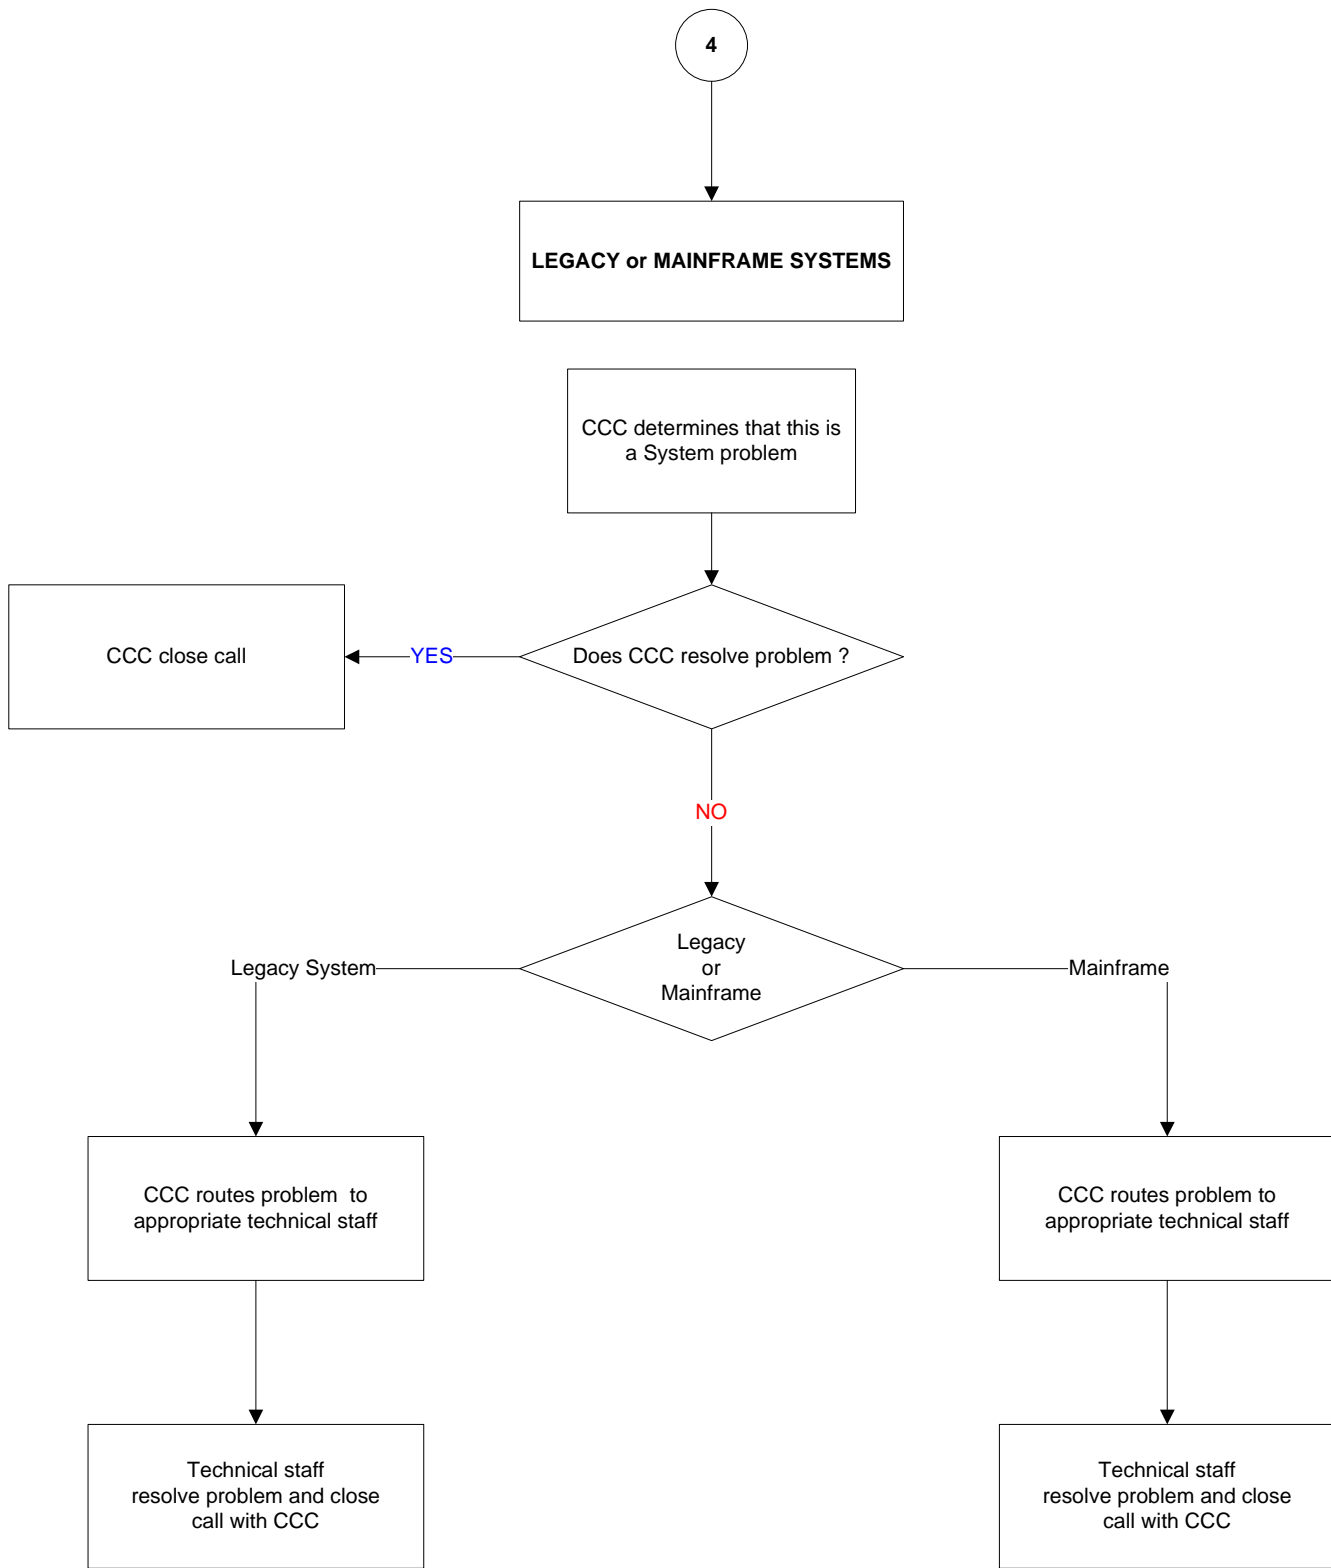 4
LEGACY or MAINFRAME SYSTEMS
CCC determines that this is
a System problem
CCC close call
YES
Does CCC resolve problem ?
NO
Legacy
or
Mainframe
Legacy System
Mainframe
CCC routes problem  to
appropriate technical staff
CCC routes problem to
appropriate technical staff
Technical staff
resolve problem and close
call with CCC
Technical staff
resolve problem and close
call with CCC